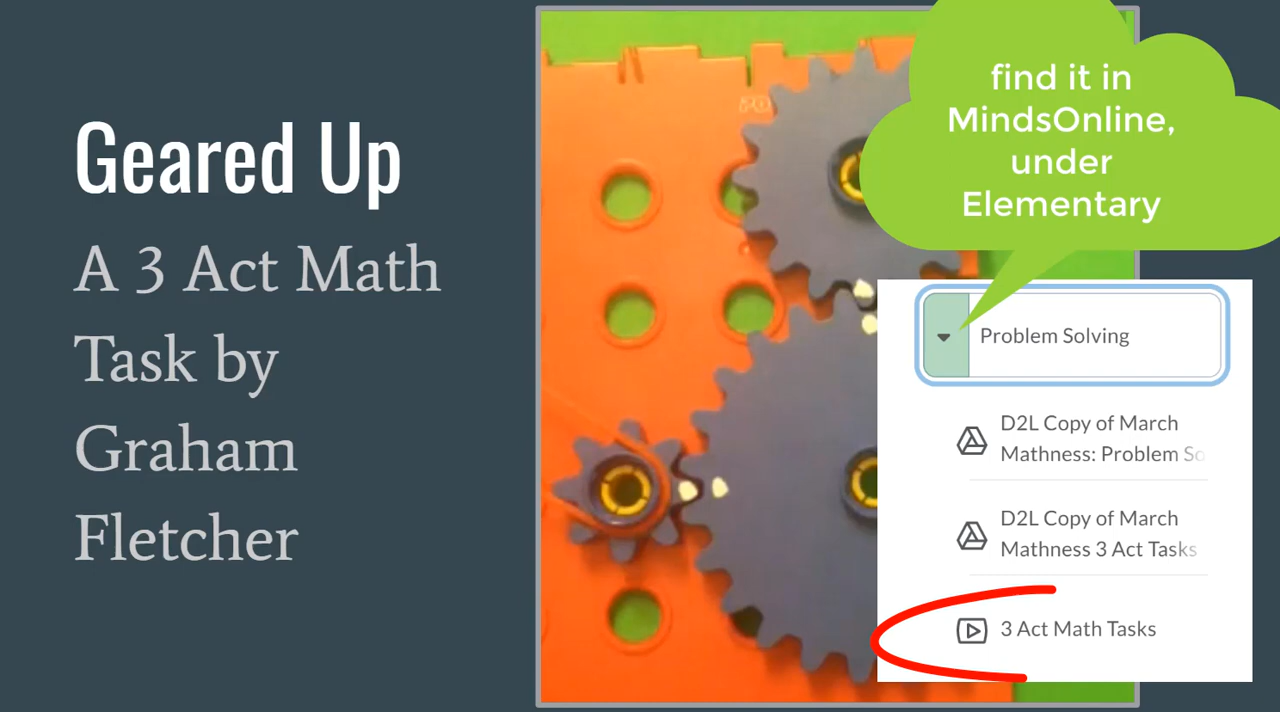 Geared Up
A 3 Act Math
Task by
Graham
Fletcher
find it in
MindsOnline,
under
Elementary
Problem Solving
D2L Copy of March
Mathness: Problem So
D2L Copy of March
Mathness 3 Act Tasks
3 Act Math Tasks